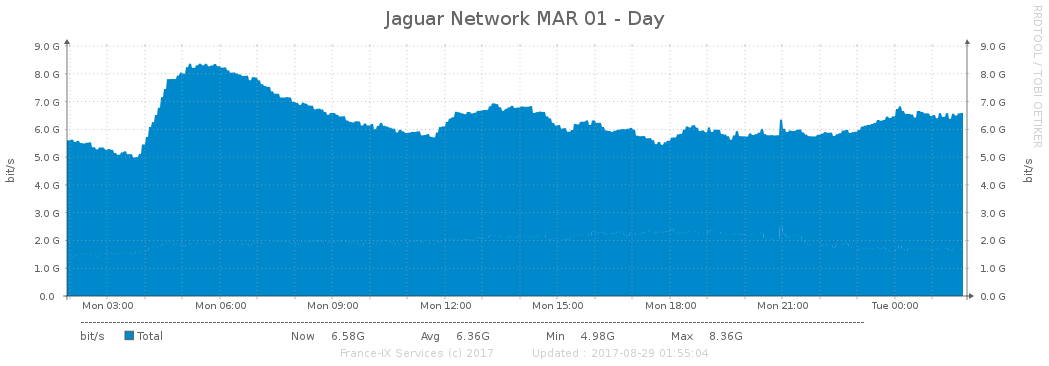 Jaguar Network MAR 01 - Day
RRDTOOL / TOBI OETIKER
bit/s
bit/s
9.0 G 9.0 G
8.0 G 8.0 G
7.0 G 7.0 G
6.0 G 6.0 G
5.0 G 5.0 G
4.0 G 4.0 G
3.0 G 3.0 G
2.0 G 2.0 G
1.0 G 1.0 G
0.0 0.0 G
Mon 03:00 Mon 06:00 Mon 09:00 Mon 12:00 Mon 15:00 Mon 18:00 Mon 21:00 Tue 00:00
bit/s Total Now 6.58G Avg 6.36G Min 4.98G Max 8.36G
France-IX Services (c) 2017 Updated : 2017-08-29 01:55:04